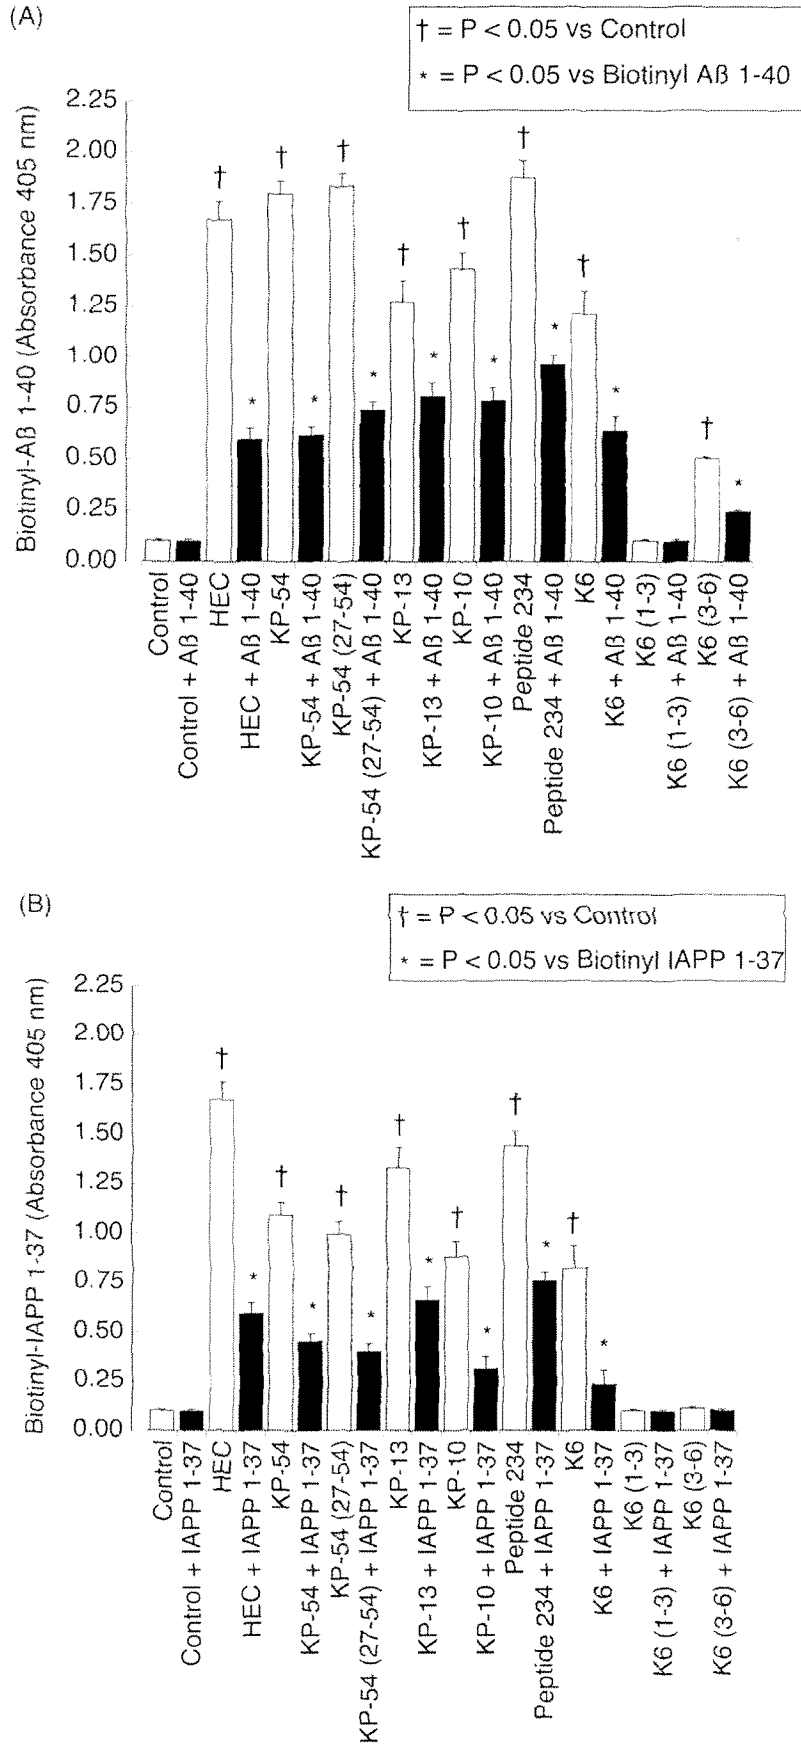 (A)
† = P < 0.05 vs Control
* = P < 0.05 vs Biotinyl Aß 1-40
Biotinyl-Aß 1-40 (Absorbance 405 nm)
2.25
2.00
1.75
1.50
1.25
1.00
0.75
0.50
0.25
0.00
† † † † † † † †
* * * * * * * *
Control
Control + Aß 1-40
HEC
HEC + Aß 1-40
KP-54
KP-54 + Aß 1-40
KP-54 (27-54)
KP-54 (27-54) + Aß 1-40
KP-13
KP-13 + Aß 1-40
KP-10
KP-10 + Aß 1-40
Peptide 234
Peptide 234 + Aß 1-40
K6
K6 + Aß 1-40
K6 (1-3)
K6 (1-3) + Aß 1-40
K6 (3-6)
K6 (3-6) + Aß 1-40
(B)
† = P < 0.05 vs Control
* = P < 0.05 vs Biotinyl IAPP 1-37
Biotinyl-IAPP 1-37 (Absorbance 405 nm)
2.25
2.00
1.75
1.50
1.25
1.00
0.75
0.50
0.25
0.00
† † † † † † †
* * * * * * *
Control
Control + IAPP 1-37
HEC
HEC + IAPP 1-37
KP-54
KP-54 + IAPP 1-37
KP-54 (27-54)
KP-54 (27-54) + IAPP 1-37
KP-13
KP-13 + IAPP 1-37
KP-10
KP-10 + IAPP 1-37
Peptide 234
Peptide 234 + IAPP 1-37
K6
K6 + IAPP 1-37
K6 (1-3)
K6 (1-3) + IAPP 1-37
K6 (3-6)
K6 (3-6) + IAPP 1-37